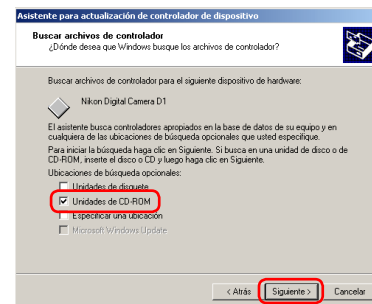 Asistente para actualización de controlador de dispositivo
Buscar archivos de controlador
¿Dónde desea que Windows busque los archivos de controlador?
Buscar archivos de controlador para el siguiente dispositivo de hardware:
Nikon Digital Camera D1
El asistente busca controladores apropiados en la base de datos de su equipo y en
cualquiera de las ubicaciones de búsqueda opcionales que usted especifique.
Para iniciar la búsqueda haga clic en Siguiente. Si busca en una unidad de disco o de
CD-ROM, inserte el disco o CD y luego haga clic en Siguiente.
Ubicaciones de búsqueda opcionales:
Unidades de disquete
Unidades de CD-ROM
Especificar una ubicación
Microsoft Windows Update
< Atrás Siguiente > Cancelar